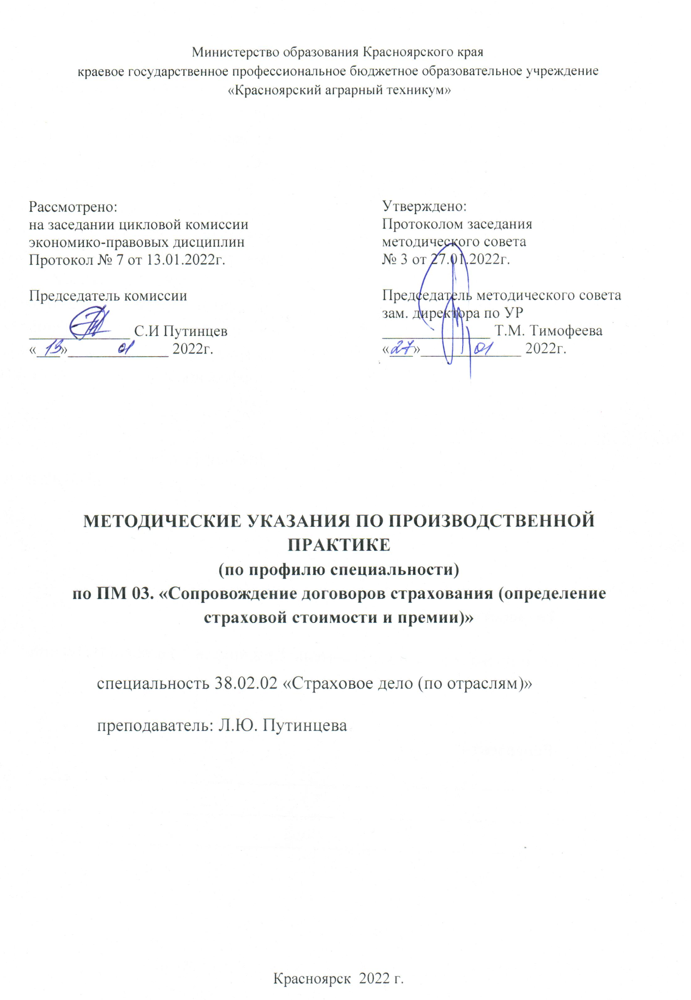 Министерство образования Красноярского края
краевое государственное профессиональное бюджетное образовательное учреждение
«Красноярский аграрный техникум»
Рассмотрено:
на заседании цикловой комиссии
экономико-правовых дисциплин
Протокол № 7 от 13.01.2022г.
Председатель комиссии
______________ С.И Путинцев
«13» 01 2022г.
Утверждено:
Протоколом заседания
методического совета
№ 3 от 27.01.2022г.
Председатель методического совета
зам. директора по УР
______________ Т.М. Тимофеева
«27» 01 2022г.
МЕТОДИЧЕСКИЕ УКАЗАНИЯ ПО ПРОИЗВОДСТВЕННОЙ
ПРАКТИКЕ
(по профилю специальности)
по ПМ 03. «Сопровождение договоров страхования (определение
страховой стоимости и премии)»
специальность 38.02.02 «Страховое дело (по отраслям)»
преподаватель: Л.Ю. Путинцева
Красноярск 2022 г.